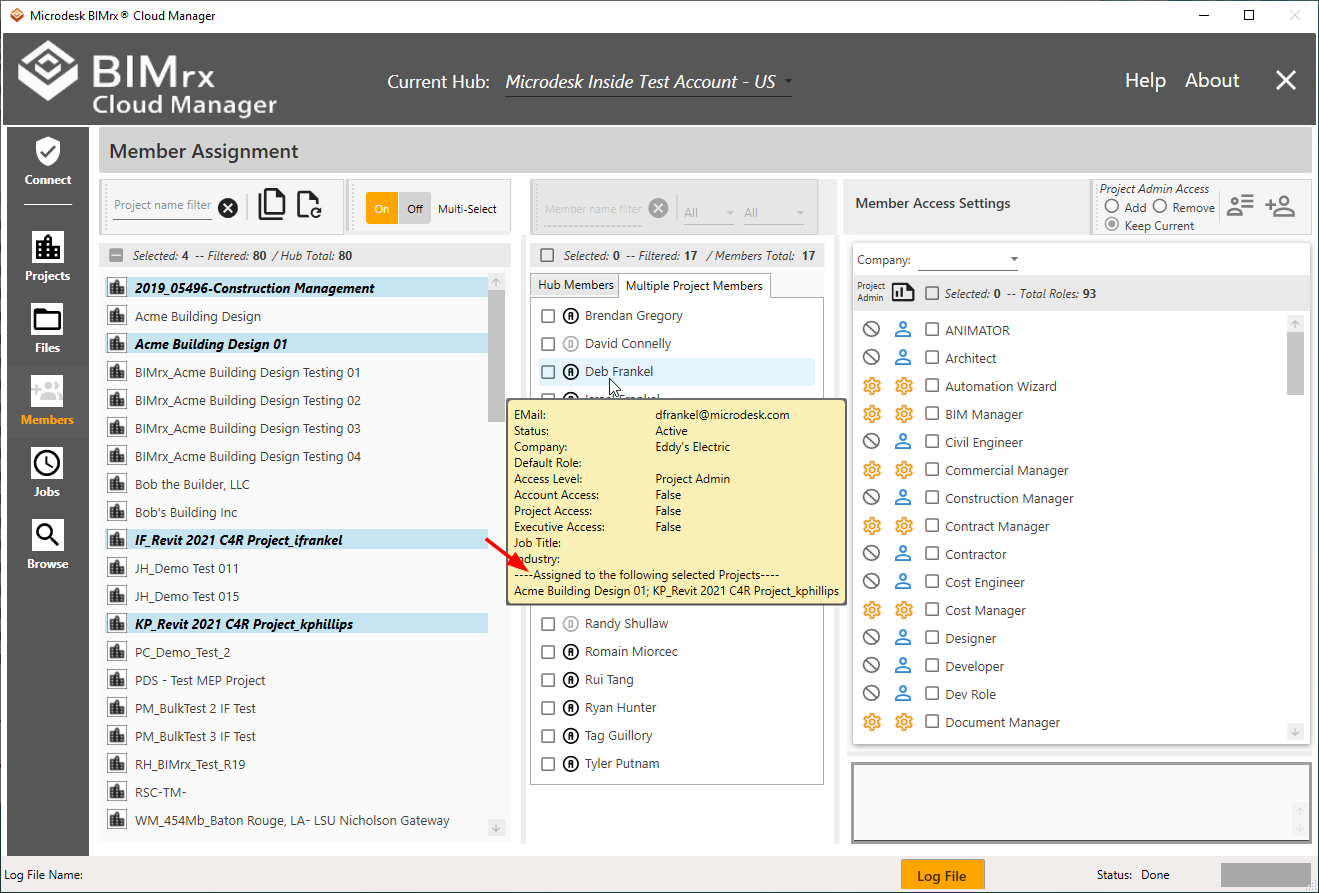 Microdesk BIMrx® Cloud Manager
BIMrx
Cloud Manager
Current Hub: Microdesk Inside Test Account - US
Help About
Connect
Projects
Files
Members
Jobs
Browse
Member Assignment
Project name filter
On Off Multi-Select
Selected: 4 -- Filtered: 80 / Hub Total: 80
2019_05496-Construction Management
Acme Building Design
Acme Building Design 01
BIMrx_Acme Building Design Testing 01
BIMrx_Acme Building Design Testing 02
BIMrx_Acme Building Design Testing 03
BIMrx_Acme Building Design Testing 04
Bob the Builder, LLC
Bob's Building Inc
IF_Revit 2021 C4R Project_ifrankel
JH_Demo Test 011
JH_Demo Test 015
KP_Revit 2021 C4R Project_kphillips
PC_Demo_Test_2
PDS - Test MEP Project
PM_BulkTest 2 IF Test
PM_BulkTest 3 IF Test
RH_BIMrx_Test_R19
RSC-TM-
WM_454Mb_Baton Rouge, LA- LSU Nicholson Gateway
Member name filter
All All
Selected: 0 -- Filtered: 17 / Members Total: 17
Hub Members Multiple Project Members
A Brendan Gregory
D David Connelly
A Deb Frankel
EMail: dfrankel@microdesk.com
Status: Active
Company: Eddy's Electric
Default Role:
Access Level: Project Admin
Account Access: False
Project Access: False
Executive Access: False
Job Title:
Industry:
----Assigned to the following selected Projects----
Acme Building Design 01; KP_Revit 2021 C4R Project_kphillips
D Randy Shullaw
A Romain Miorcec
A Rui Tang
A Ryan Hunter
A Tag Guillory
A Tyler Putnam
Member Access Settings
Project Admin Access
Add Remove
Keep Current
Company:
Project
Admin
Selected: 0 -- Total Roles: 93
ANIMATOR
Architect
Automation Wizard
BIM Manager
Civil Engineer
Commercial Manager
Construction Manager
Contract Manager
Contractor
Cost Engineer
Cost Manager
Designer
Developer
Dev Role
Document Manager
Log File Name:
Log File
Status: Done